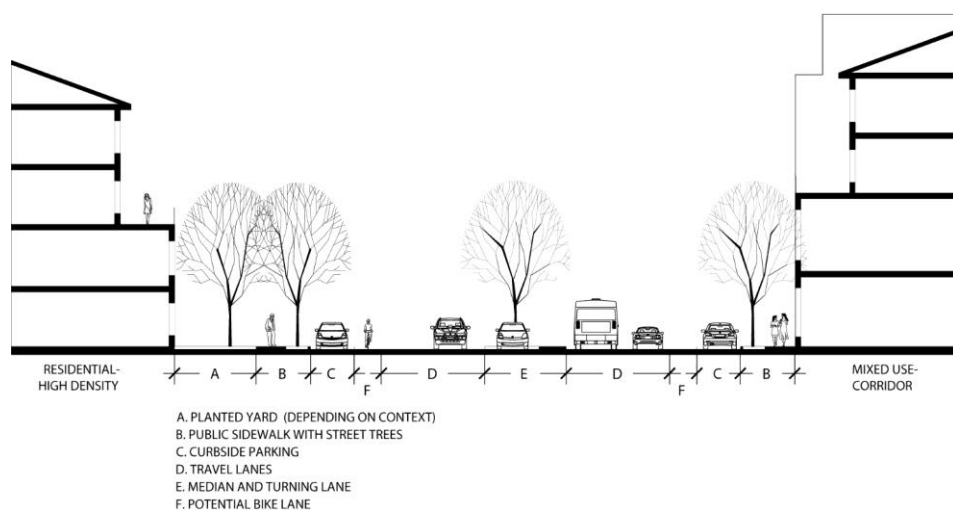 RESIDENTIAL-
HIGH DENSITY
A
B
C
F
D
E
D
F
C
B
MIXED USE-
CORRIDOR
A. PLANTED YARD (DEPENDING ON CONTEXT)
B. PUBLIC SIDEWALK WITH STREET TREES
C. CURBSIDE PARKING
D. TRAVEL LANES
E. MEDIAN AND TURNING LANE
F. POTENTIAL BIKE LANE